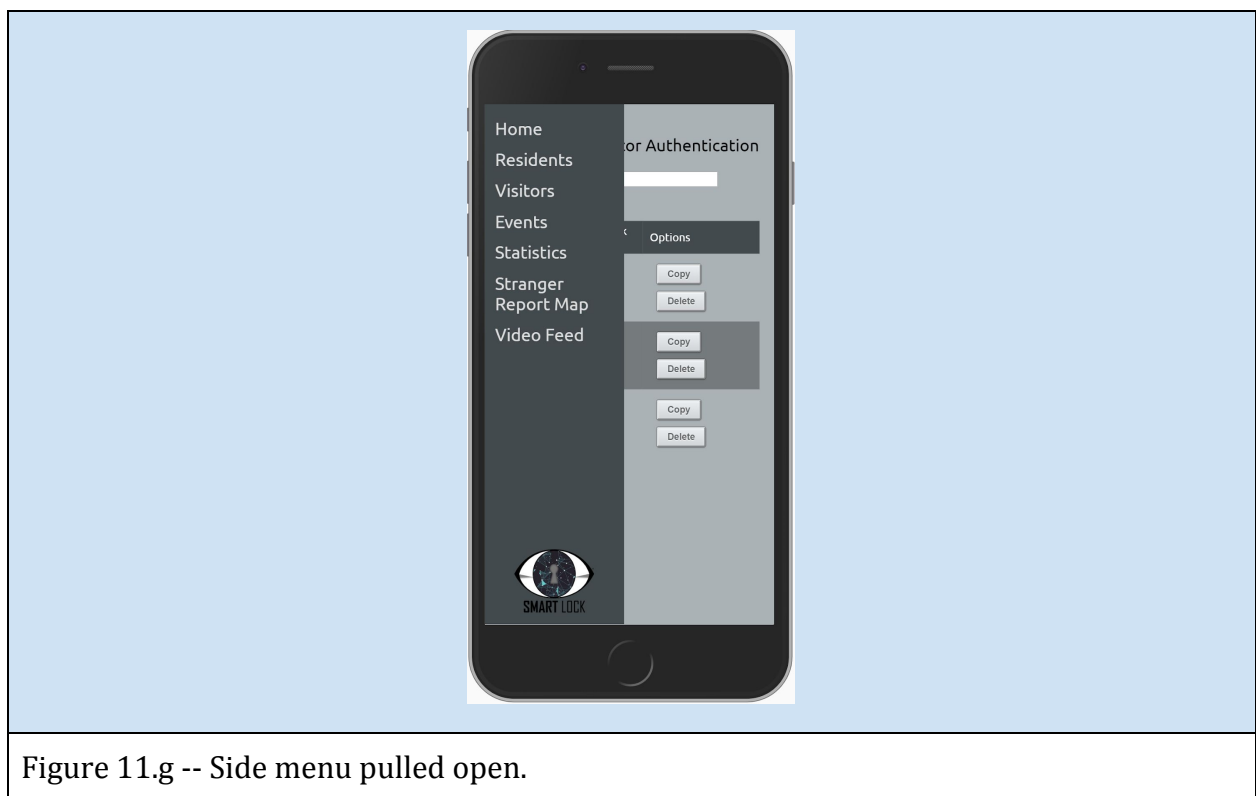 Home
Residents
Visitors
Events
Statistics
Stranger
Report Map
Video Feed
or Authentication
Options
Copy
Delete
Copy
Delete
Copy
Delete
SMART LOCK
Figure 11.g -- Side menu pulled open.